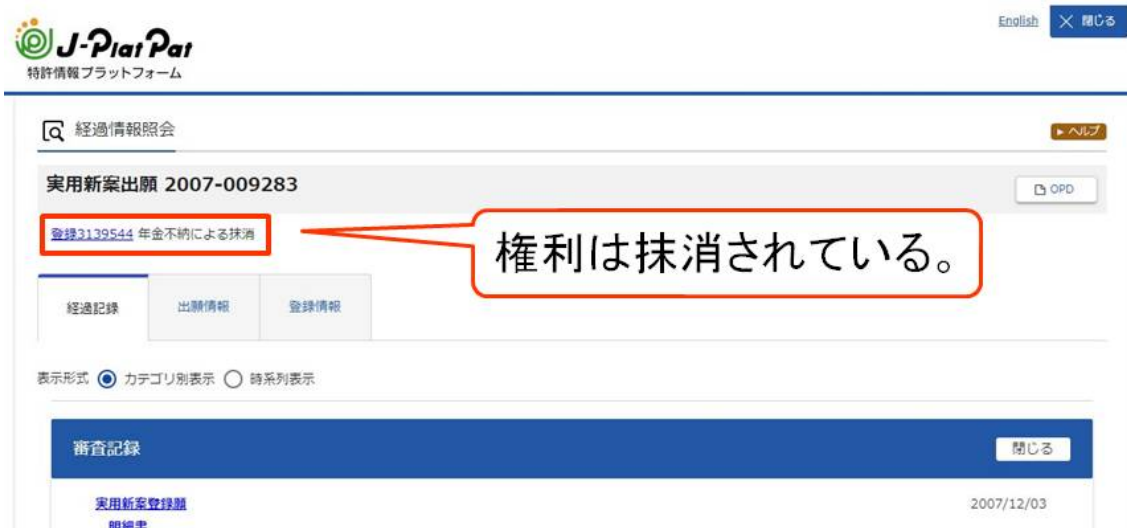 English
× 閉じる
J-PlatPat
特許情報プラットフォーム
経過情報照会
ヘルプ
実用新案出願 2007-009283
OPD
登録3139544 年金不納による抹消
権利は抹消されている。
経過記録
出願情報
登録情報
表示形式 カテゴリ別表示 時系列表示
審査記録
閉じる
実用新案登録願
2007/12/03
明細書